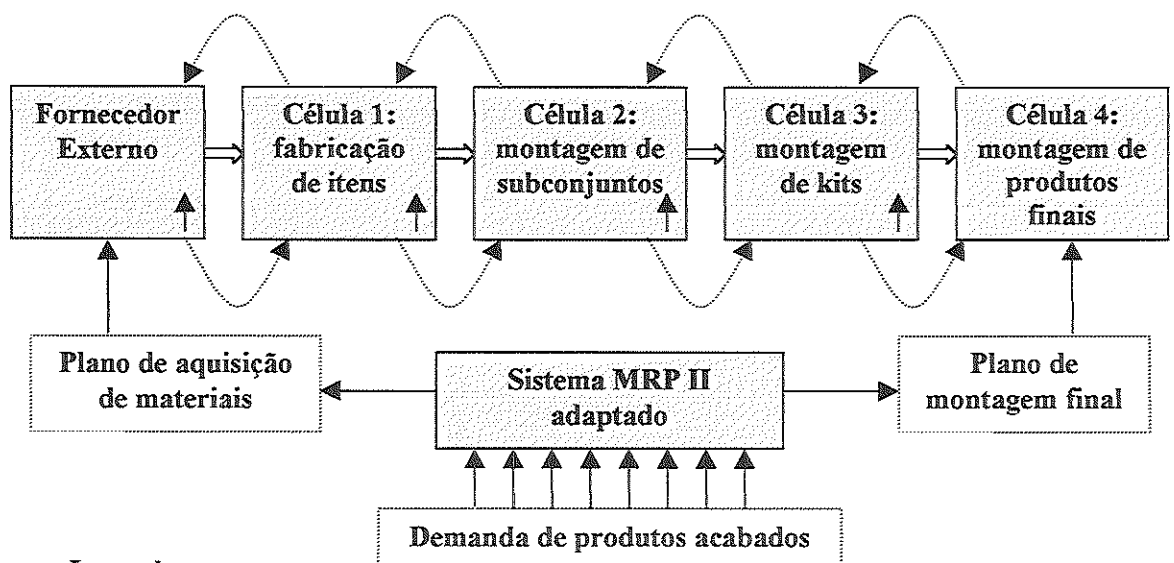 Fornecedor
Externo
Célula 1:
fabricação
de itens
Célula 2:
montagem de
subconjuntos
Célula 3:
montagem
de kits
Célula 4:
montagem de
produtos
finais
Plano de aquisição
de materiais
Sistema MRP II
adaptado
Plano de
montagem final
Demanda de produtos acabados